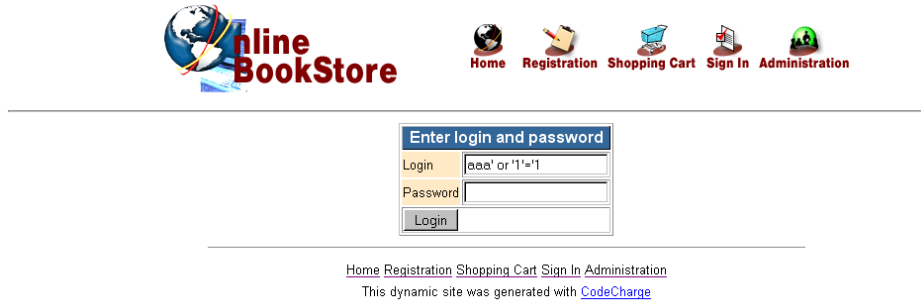 nline
BookStore
Home Registration Shopping Cart Sign In Administration
Enter login and password
Login aaa' or '1'='1
Password
Login
Home Registration Shopping Cart Sign In Administration
This dynamic site was generated with CodeCharge